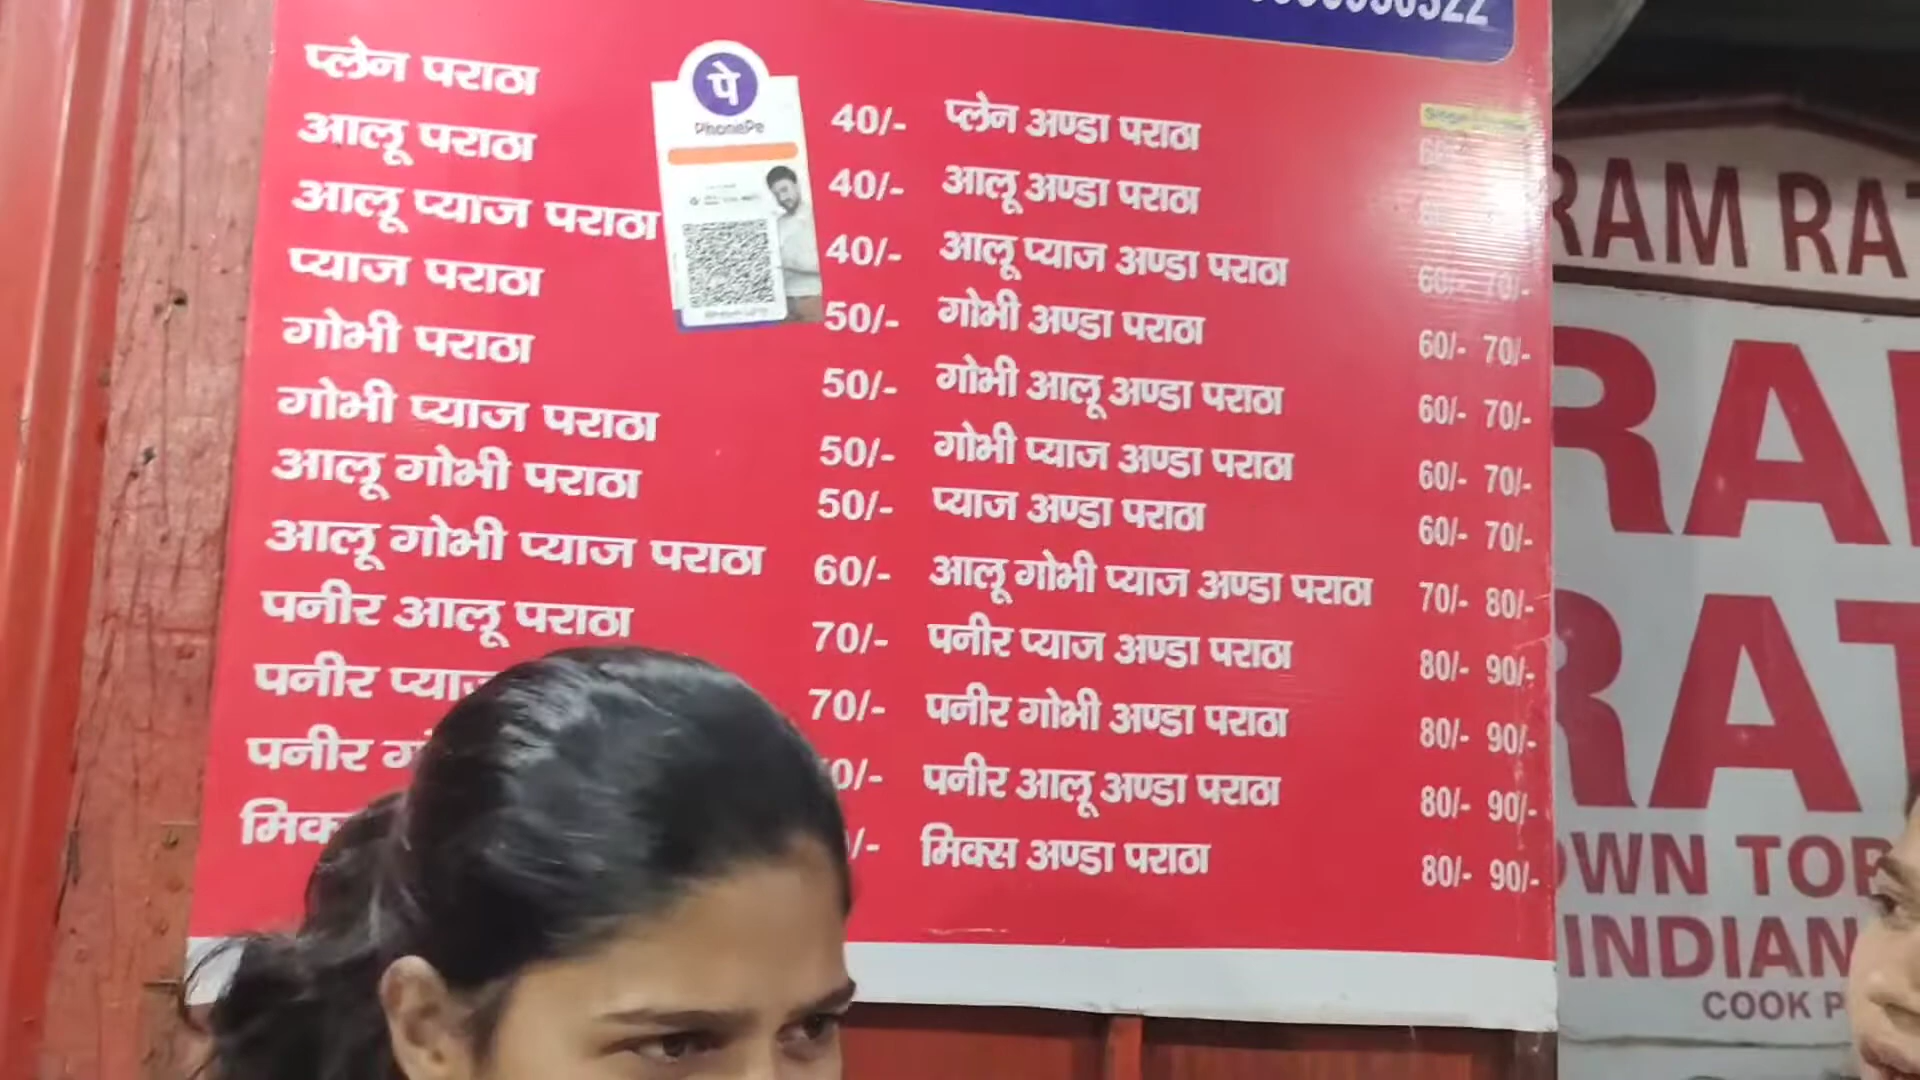 प्लेन पराठा 40/- प्लेन अण्डा पराठा
आलू पराठा 40/- आलू अण्डा पराठा
आलू प्याज पराठा 40/- आलू प्याज अण्डा पराठा 60/- 70/-
प्याज पराठा 50/- गोभी अण्डा पराठा 60/- 70/-
गोभी पराठा 50/- गोभी आलू अण्डा पराठा 60/- 70/-
गोभी प्याज पराठा 50/- गोभी प्याज अण्डा पराठा 60/- 70/-
आलू गोभी पराठा 50/- प्याज अण्डा पराठा 60/- 70/-
आलू गोभी प्याज पराठा 60/- आलू गोभी प्याज अण्डा पराठा 70/- 80/-
पनीर आलू पराठा 70/- पनीर प्याज अण्डा पराठा 80/- 90/-
पनीर 70/- पनीर गोभी अण्डा पराठा 80/- 90/-
पनीर पनीर आलू अण्डा पराठा 80/- 90/-
मिक्स अण्डा पराठा 80/- 90/-
पे
PhonePe
RAM
INDIAN
COOK